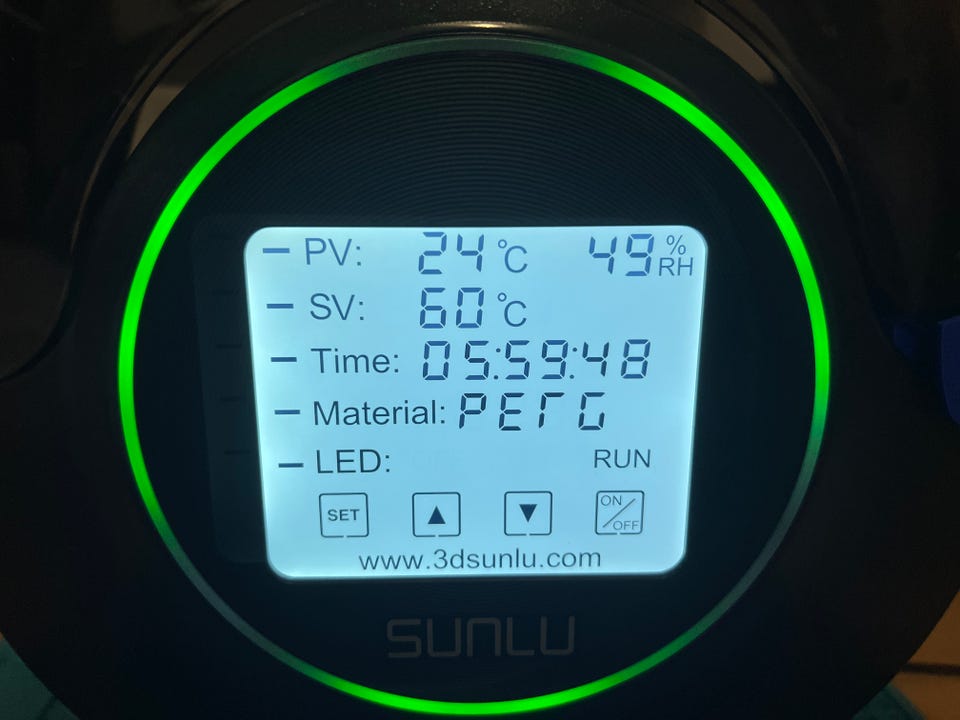 PV: 24 °C 49 %RH
SV: 60 °C
Time: 05:59:48
Material: PETG
LED: RUN
SET ▲ ▼ ON/OFF
www.3dsunlu.com
SUNLU